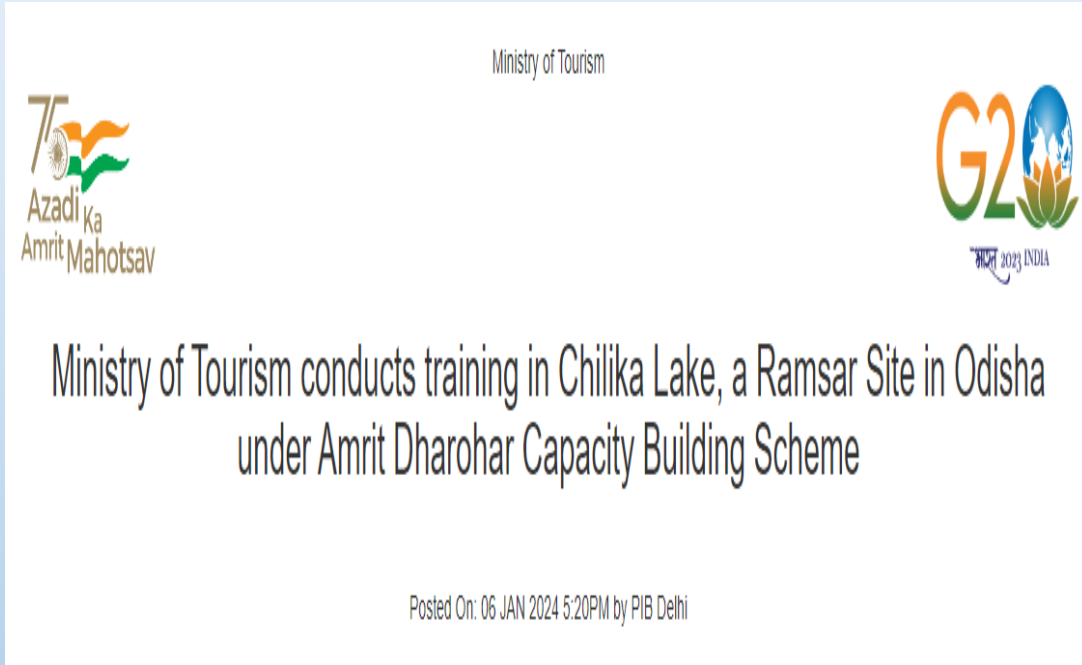 Ministry of Tourism
75
Azadi Ka
Amrit Mahotsav
G20
भारत 2023 INDIA
Ministry of Tourism conducts training in Chilika Lake, a Ramsar Site in Odisha
under Amrit Dharohar Capacity Building Scheme
Posted On: 06 JAN 2024 5:20PM by PIB Delhi